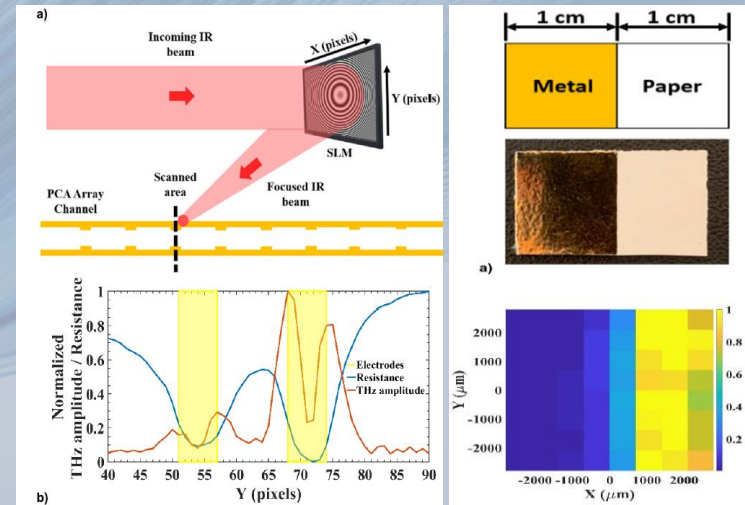 a)
Incoming IR
beam
X (pixels)
Y (pixels)
SLM
Scanned
area
Focused IR
beam
PCA Array
Channel
Normalized
THz amplitude / Resistance
1
0.8
0.6
0.4
0.2
0
Electrodes
Resistance
THz amplitude
40 45 50 55 60 65 70 75 80 85 90
Y (pixels)
b)
1 cm 1 cm
Metal Paper
a)
Y (μm)
2000
1000
0
-1000
-2000
-2000 -1000 0 1000 2000
X (μm)
1
0.8
0.6
0.4
0.2